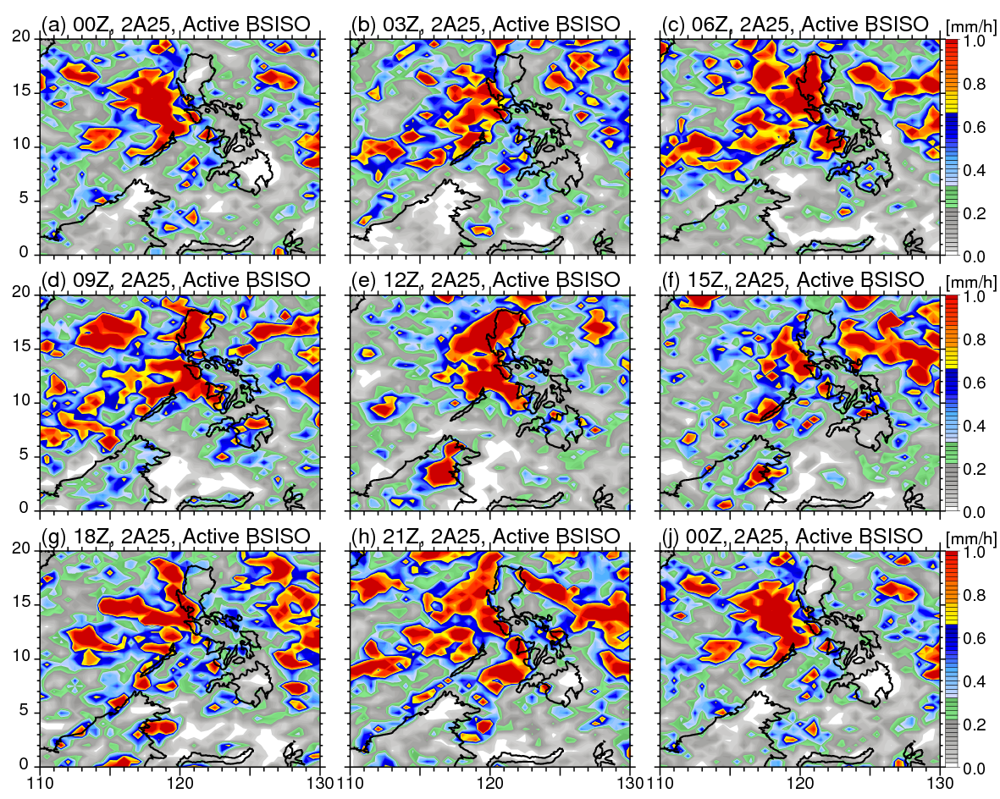 (a) 00Z, 2A25, Active BSISO
(b) 03Z, 2A25, Active BSISO
(c) 06Z, 2A25, Active BSISO
[mm/h]
20
15
10
5
0
1.0
0.8
0.6
0.4
0.2
0.0
(d) 09Z, 2A25, Active BSISO
(e) 12Z, 2A25, Active BSISO
(f) 15Z, 2A25, Active BSISO
[mm/h]
20
15
10
5
0
1.0
0.8
0.6
0.4
0.2
0.0
(g) 18Z, 2A25, Active BSISO
(h) 21Z, 2A25, Active BSISO
(j) 00Z, 2A25, Active BSISO
[mm/h]
20
15
10
5
0
1.0
0.8
0.6
0.4
0.2
0.0
110 120 130 110 120 130 110 120 130